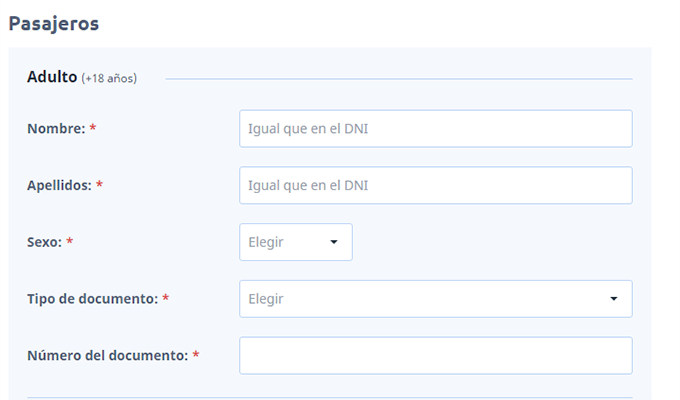 Pasajeros
Adulto (+18 años)
Nombre: * Igual que en el DNI
Apellidos: * Igual que en el DNI
Sexo: * Elegir
Tipo de documento: * Elegir
Número del documento: *